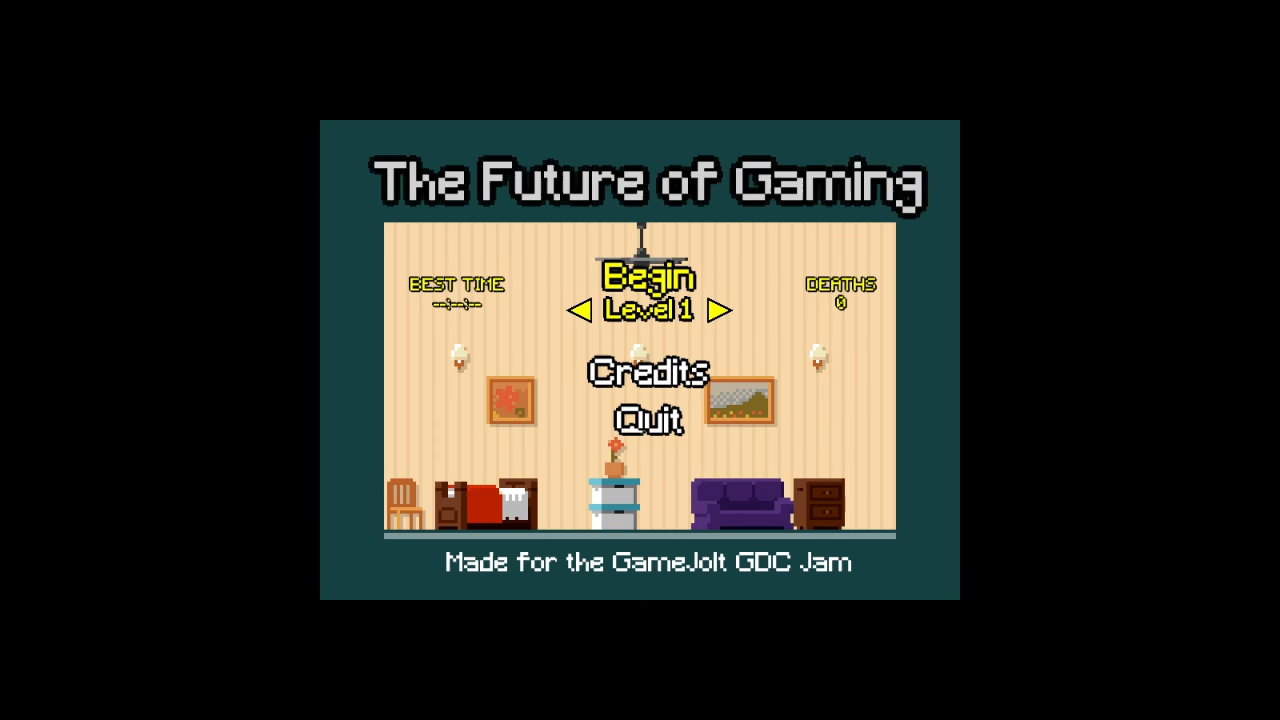 The Future of Gaming
BEST TIME
--:--:--
Begin
Level 1
DEATHS
0
Credits
Quit
Made for the GameJolt GDC Jam